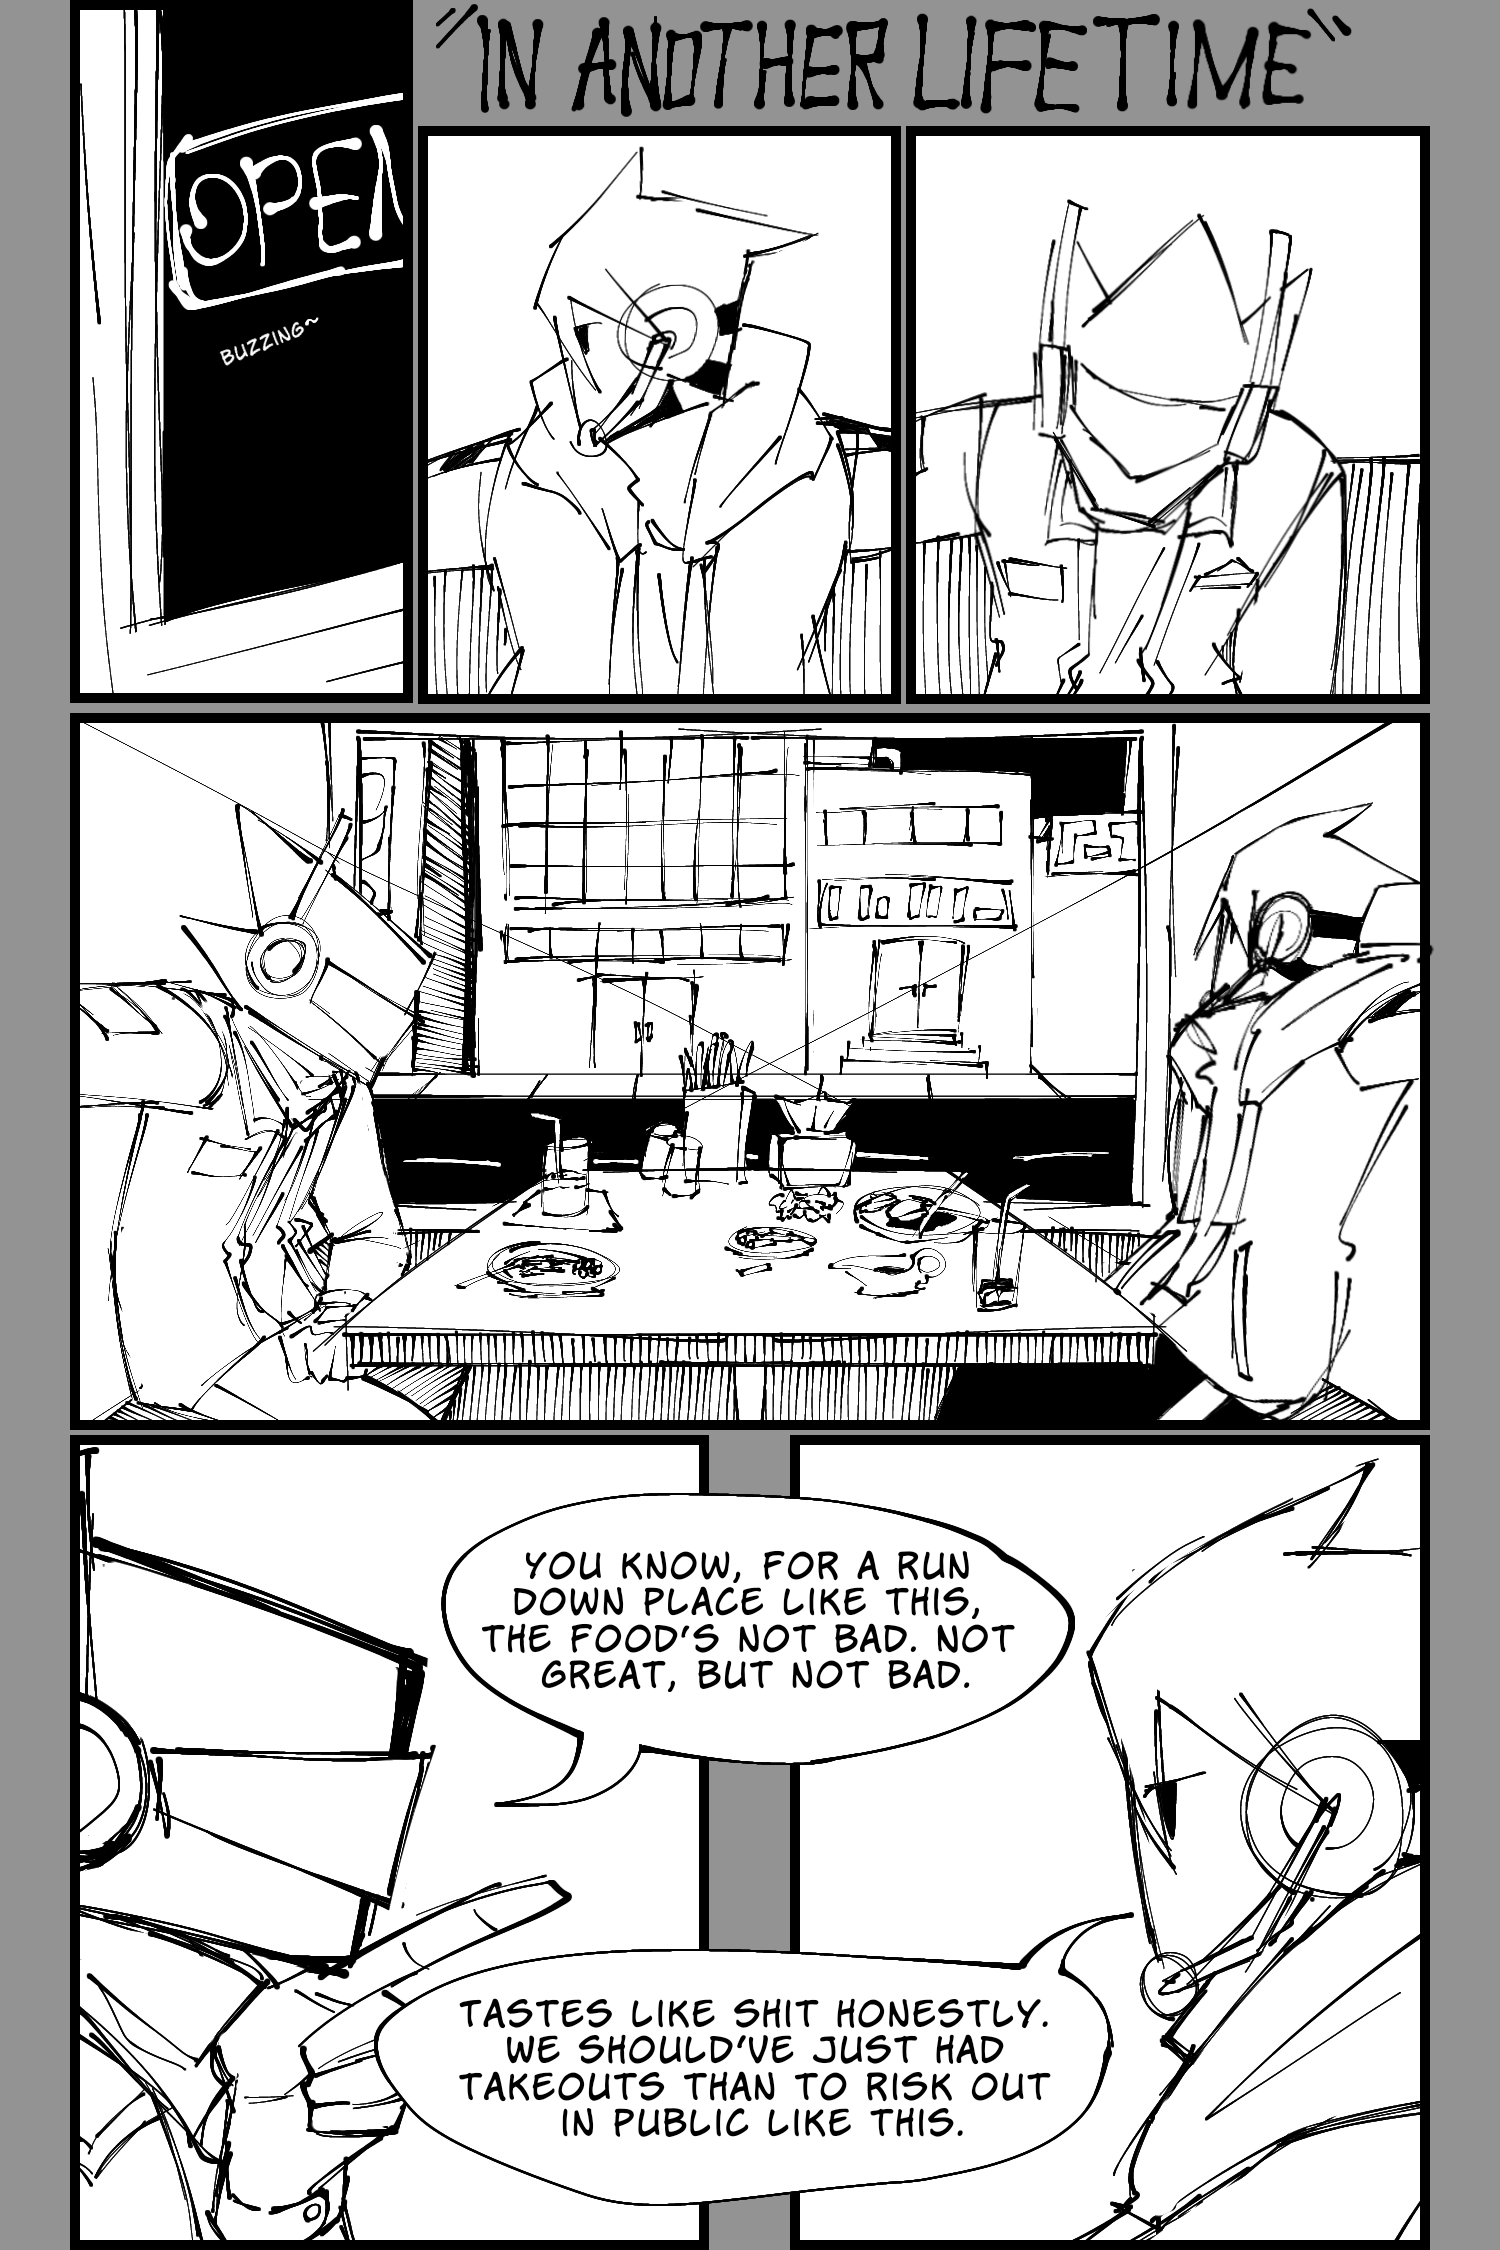 "IN ANOTHER LIFETIME"
OPEN
BUZZING~
YOU KNOW, FOR A RUN
DOWN PLACE LIKE THIS,
THE FOOD'S NOT BAD. NOT
GREAT, BUT NOT BAD.
TASTES LIKE SHIT HONESTLY.
WE SHOULD'VE JUST HAD
TAKEOUTS THAN TO RISK OUT
IN PUBLIC LIKE THIS.